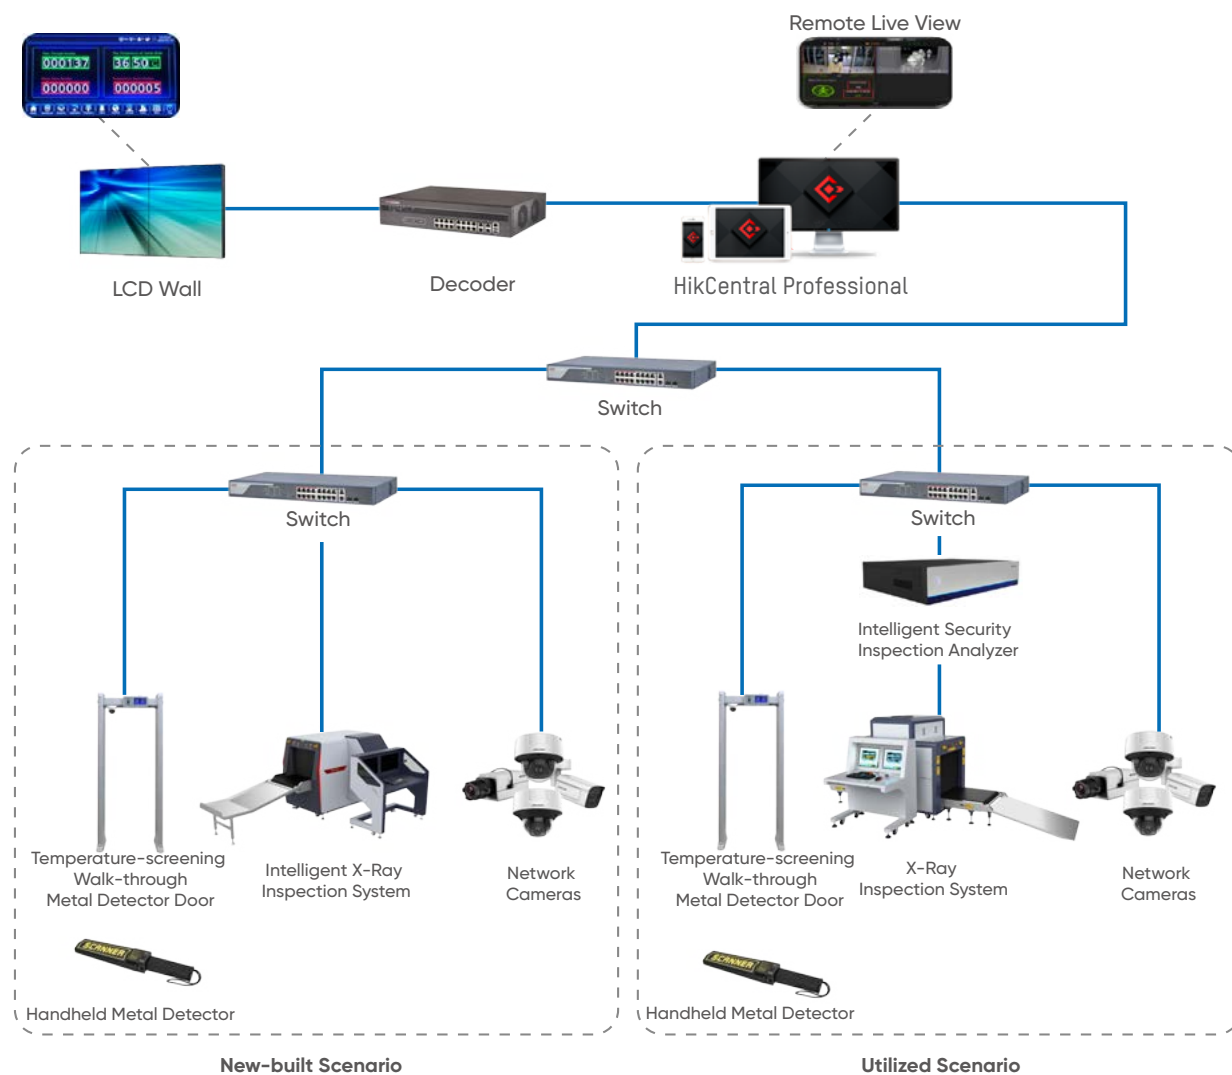 Remote Live View
000137
36.50
000000
000005
LCD Wall
Decoder
HikCentral Professional
Switch
Switch
Switch
Intelligent Security
Inspection Analyzer
Temperature-screening
Walk-through
Metal Detector Door
Intelligent X-Ray
Inspection System
Network
Cameras
Temperature-screening
Walk-through
Metal Detector Door
X-Ray
Inspection System
Network
Cameras
SCANNER
Handheld Metal Detector
SCANNER
Handheld Metal Detector
New-built Scenario
Utilized Scenario